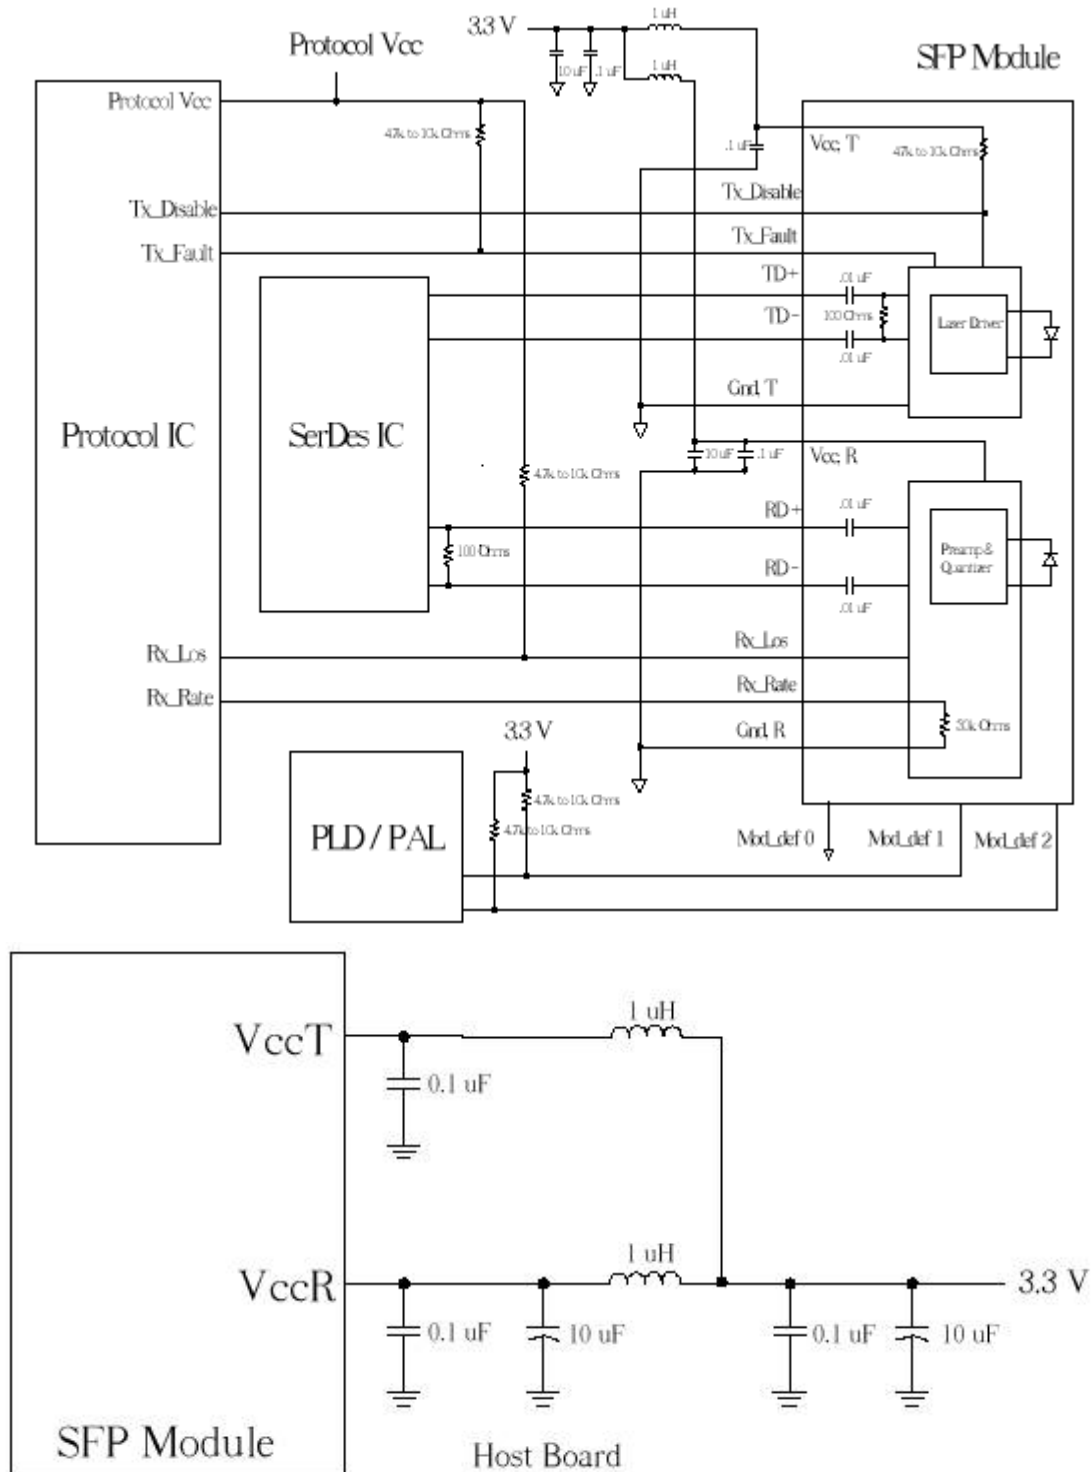 3.3 V
1 uH
Protocol Vcc
10 uF
.1 uF
1 uH
SFP Module
Protocol Vcc
4.7k to 10k Ohms
.1 uF
Vcc, T
4.7k to 10k Ohms
Tx_Disable
Tx_Disable
Tx_Fault
Tx_Fault
TD+
.01 uF
TD-
100 Ohms
Laser Driver
.01 uF
Gnd, T
Protocol IC
SerDes IC
10 uF
.1 uF
Vcc, R
4.7k to 10k Ohms
RD+
.01 uF
100 Ohms
RD-
Preamp &
Quantizer
.01 uF
Rx_Los
Rx_Los
Rx_Rate
Rx_Rate
3.3 V
Gnd, R
4.7k to 10k Ohms
PLD / PAL
4.7k to 10k Ohms
Mod_def 0
Mod_def 1
Mod_def 2
1 uH
VccT
0.1 uF
1 uH
VccR
3.3 V
0.1 uF
10 uF
0.1 uF
10 uF
SFP Module
Host Board